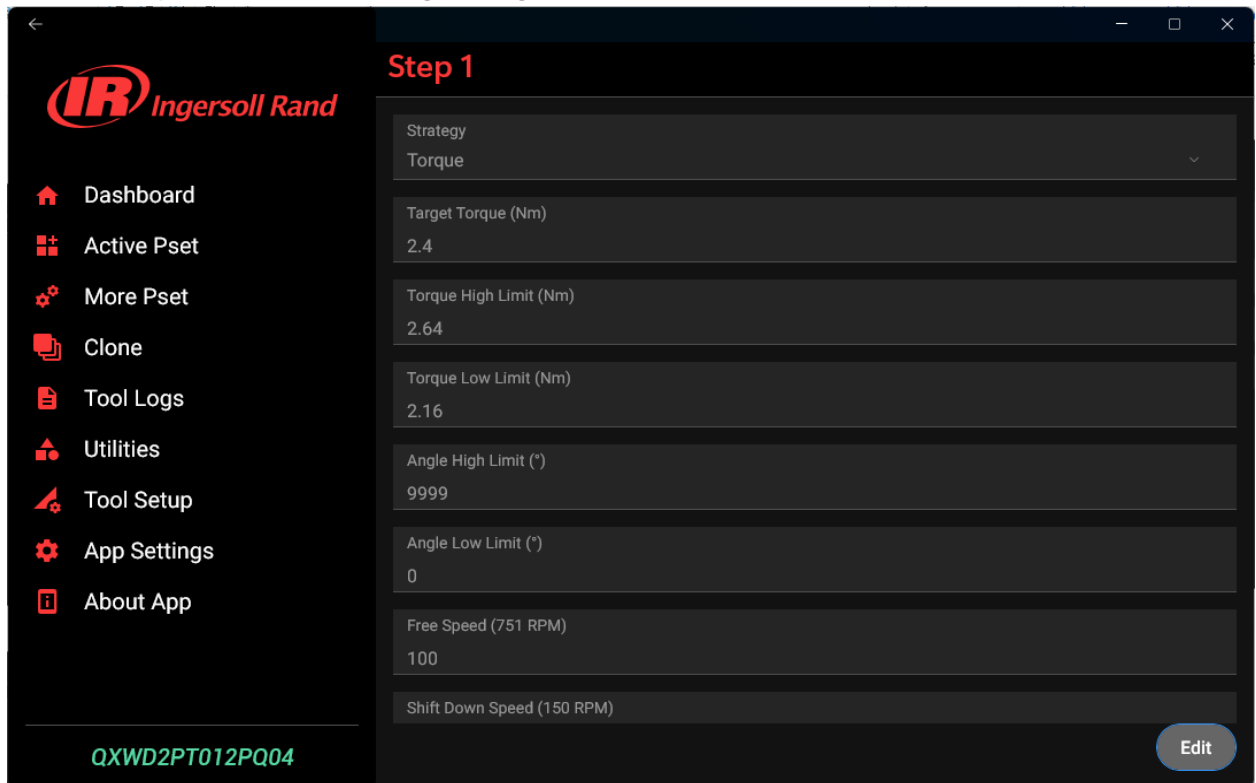 IR Ingersoll Rand
Dashboard
Active Pset
More Pset
Clone
Tool Logs
Utilities
Tool Setup
App Settings
About App
QXWD2PT012PQ04
Step 1
Strategy
Torque
Target Torque (Nm)
2.4
Torque High Limit (Nm)
2.64
Torque Low Limit (Nm)
2.16
Angle High Limit (°)
9999
Angle Low Limit (°)
0
Free Speed (751 RPM)
100
Shift Down Speed (150 RPM)
Edit